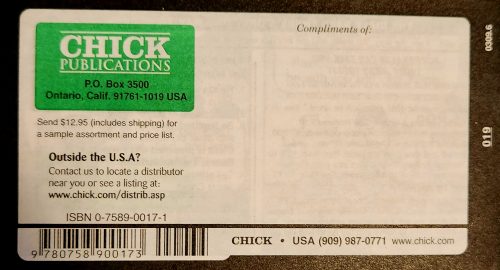 CHICK
PUBLICATIONS
P.O. Box 3500
Ontario, Calif. 91761-1019 USA
Send $12.95 (includes shipping) for
a sample assortment and price list.
Outside the U.S.A?
Contact us to locate a distributor
near you or see a listing at:
www.chick.com/distrib.asp
ISBN 0-7589-0017-1
9 780758 900173
Compliments of:
CHICK • USA (909) 987-0771 www.chick.com
0309.6
019